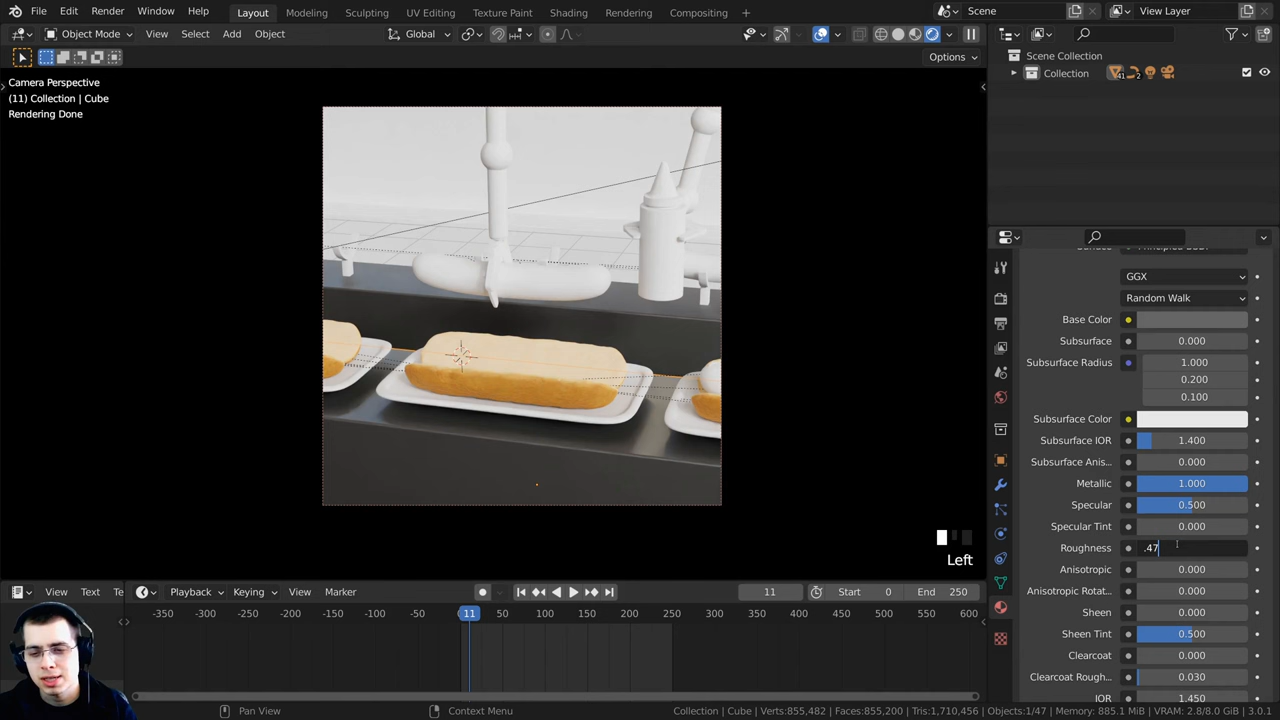 File Edit Render Window Help Layout Modeling Sculpting UV Editing Texture Paint Shading Rendering Compositing + Scene View Layer
Object Mode View Select Add Object Global
Options
Camera Perspective
(11) Collection | Cube
Rendering Done
Scene Collection
Collection 41 2
GGX
Random Walk
Base Color
Subsurface 0.000
Subsurface Radius 1.000
0.200
0.100
Subsurface Color
Subsurface IOR 1.400
Subsurface Anis... 0.000
Metallic 1.000
Specular 0.500
Specular Tint 0.000
Roughness .47
Anisotropic 0.000
Anisotropic Rotat... 0.000
Sheen 0.000
Sheen Tint 0.500
Clearcoat 0.000
Clearcoat Rough... 0.030
IOR 1.450
Left
View Text Playback Keying View Marker 11 Start 0 End 250
-350 -300 -250 -200 -150 -100 -50 11 50 100 150 200 250 300 350 400 450 500 550 600
Pan View Context Menu Collection | Cube | Verts:855,482 | Faces:855,200 | Tris:1,710,456 | Objects:1/47 | Memory: 885.1 MiB | VRAM: 2.8/8.0 GiB | 3.0.1